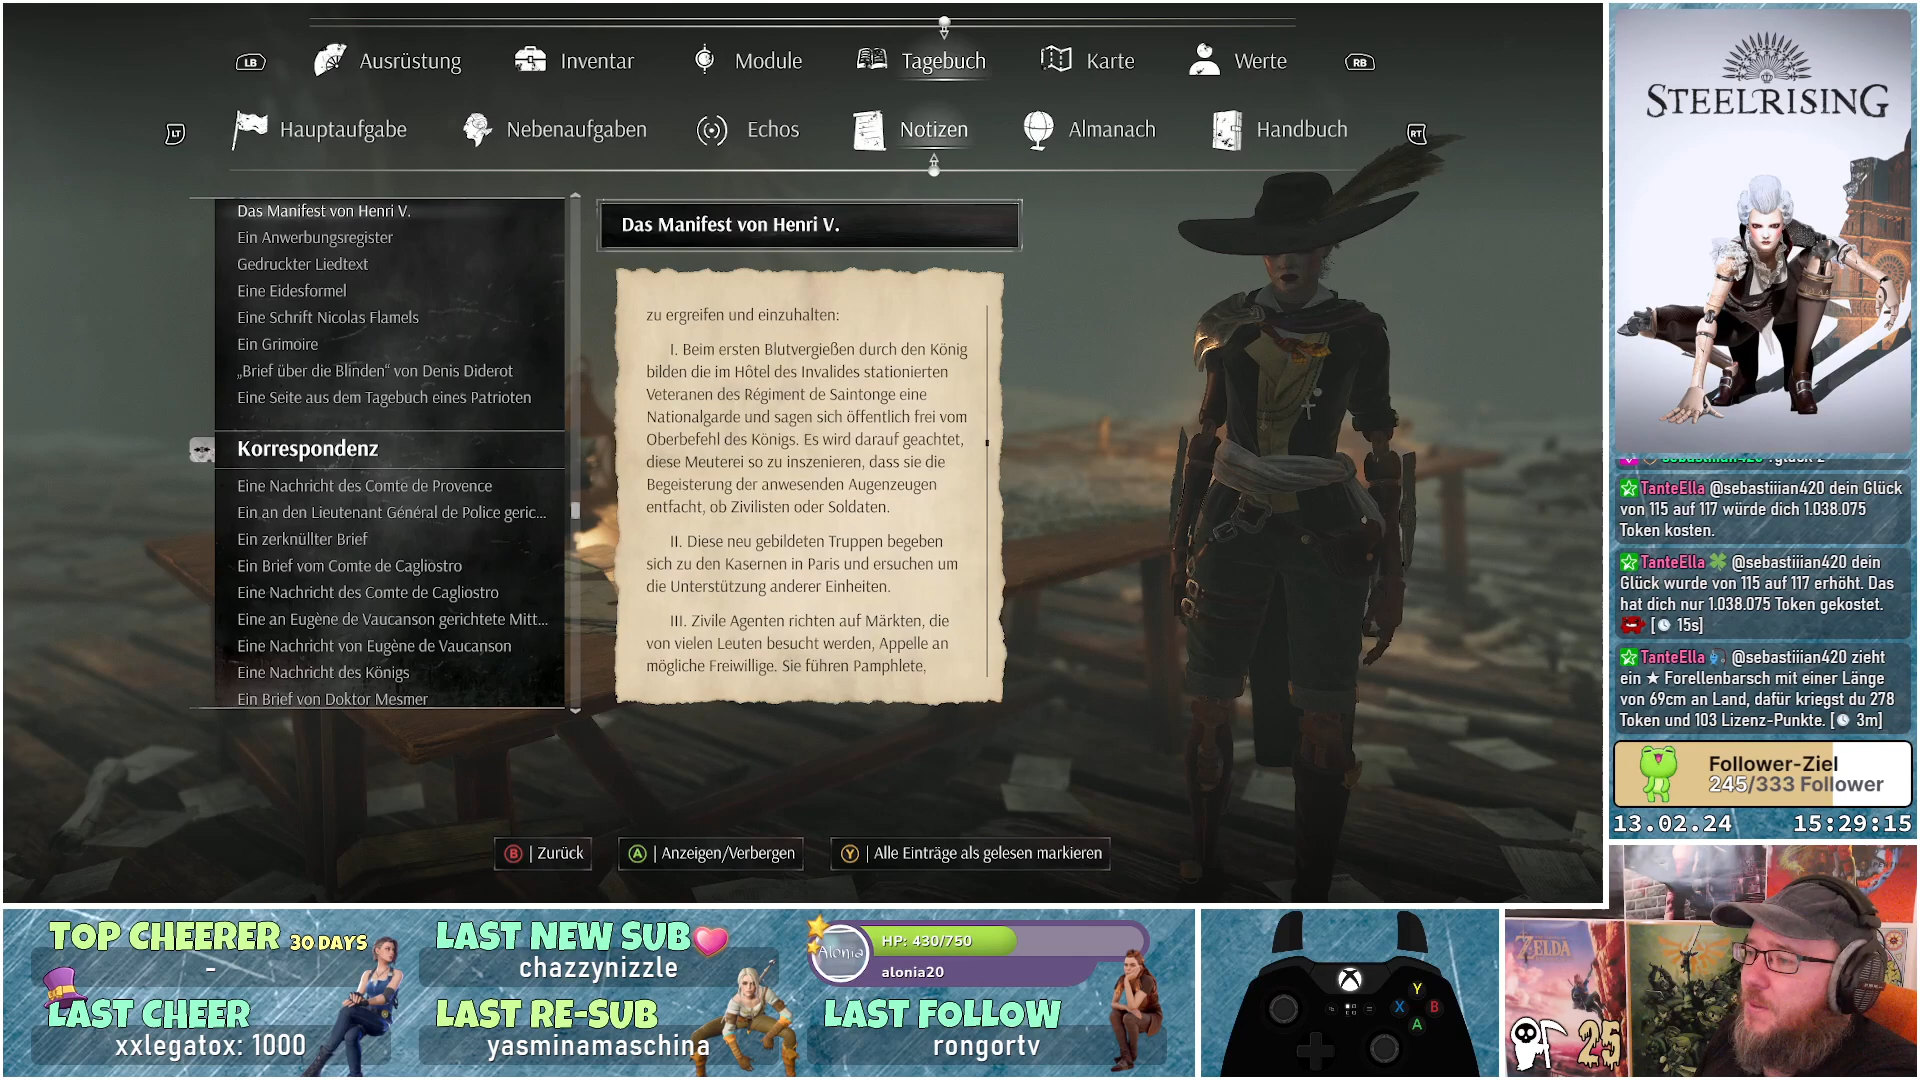 LB
Ausrüstung
Inventar
Module
Tagebuch
Karte
Werte
RB
LT
Hauptaufgabe
Nebenaufgaben
Echos
Notizen
Almanach
Handbuch
RT
Das Manifest von Henri V.
Ein Anwerbungsregister
Gedruckter Liedtext
Eine Eidesformel
Eine Schrift Nicolas Flamels
Ein Grimoire
„Brief über die Blinden“ von Denis Diderot
Eine Seite aus dem Tagebuch eines Patrioten
Korrespondenz
Eine Nachricht des Comte de Provence
Ein an den Lieutenant Général de Police geric...
Ein zerknüllter Brief
Ein Brief vom Comte de Cagliostro
Eine Nachricht des Comte de Cagliostro
Eine an Eugène de Vaucanson gerichtete Mitt...
Eine Nachricht von Eugène de Vaucanson
Eine Nachricht des Königs
Ein Brief von Doktor Mesmer
Das Manifest von Henri V.
zu ergreifen und einzuhalten:
I. Beim ersten Blutvergießen durch den König
bilden die im Hôtel des Invalides stationierten
Veteranen des Régiment de Saintonge eine
Nationalgarde und sagen sich öffentlich frei vom
Oberbefehl des Königs. Es wird darauf geachtet,
diese Meuterei so zu inszenieren, dass sie die
Begeisterung der anwesenden Augenzeugen
entfacht, ob Zivilisten oder Soldaten.
II. Diese neu gebildeten Truppen begeben
sich zu den Kasernen in Paris und ersuchen um
die Unterstützung anderer Einheiten.
III. Zivile Agenten richten auf Märkten, die
von vielen Leuten besucht werden, Appelle an
mögliche Freiwillige. Sie führen Pamphlete,
B | Zurück
A | Anzeigen/Verbergen
Y | Alle Einträge als gelesen markieren
STEELRISING
TanteElla @sebastiiian420 dein Glück
von 115 auf 117 würde dich 1.038.075
Token kosten.
TanteElla @sebastiiian420 dein
Glück wurde von 115 auf 117 erhöht. Das
hat dich nur 1.038.075 Token gekostet.
[15s]
TanteElla @sebastiiian420 zieht
ein ★ Forellenbarsch mit einer Länge
von 69cm an Land, dafür kriegst du 278
Token und 103 Lizenz-Punkte. [3m]
Follower-Ziel
245/333 Follower
13.02.24 15:29:15
TOP CHEERER 30 DAYS
-
LAST CHEER
xxlegatox: 1000
LAST NEW SUB
chazzynizzle
LAST RE-SUB
yasminamaschina
Alonia
HP: 430/750
alonia20
LAST FOLLOW
rongortv
Y
X
B
A
ZELDA
25